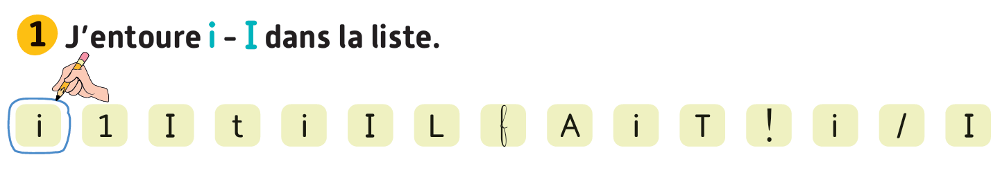 1 J’entoure i - I dans la liste.
i 1 I t i I L f A i T ! i / I